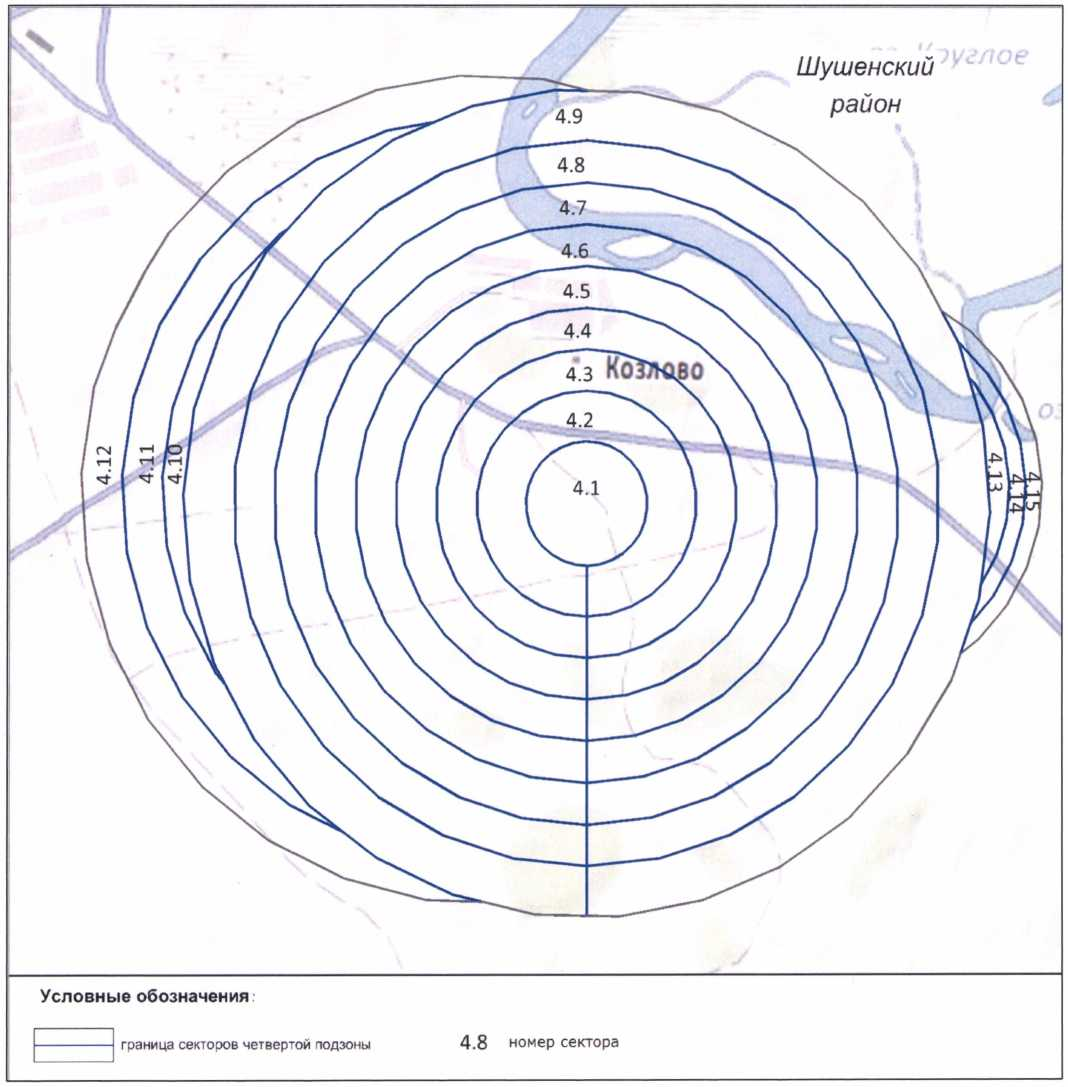 Круглое
Шушенский
район
4.9
4.8
4.7
4.6
4.5
4.4
4.3
Козлово
4.2
4.1
4.12
4.11
4.10
4.13
4.14
4.15
оз
Условные обозначения:
граница секторов четвертой подзоны
4.8 номер сектора